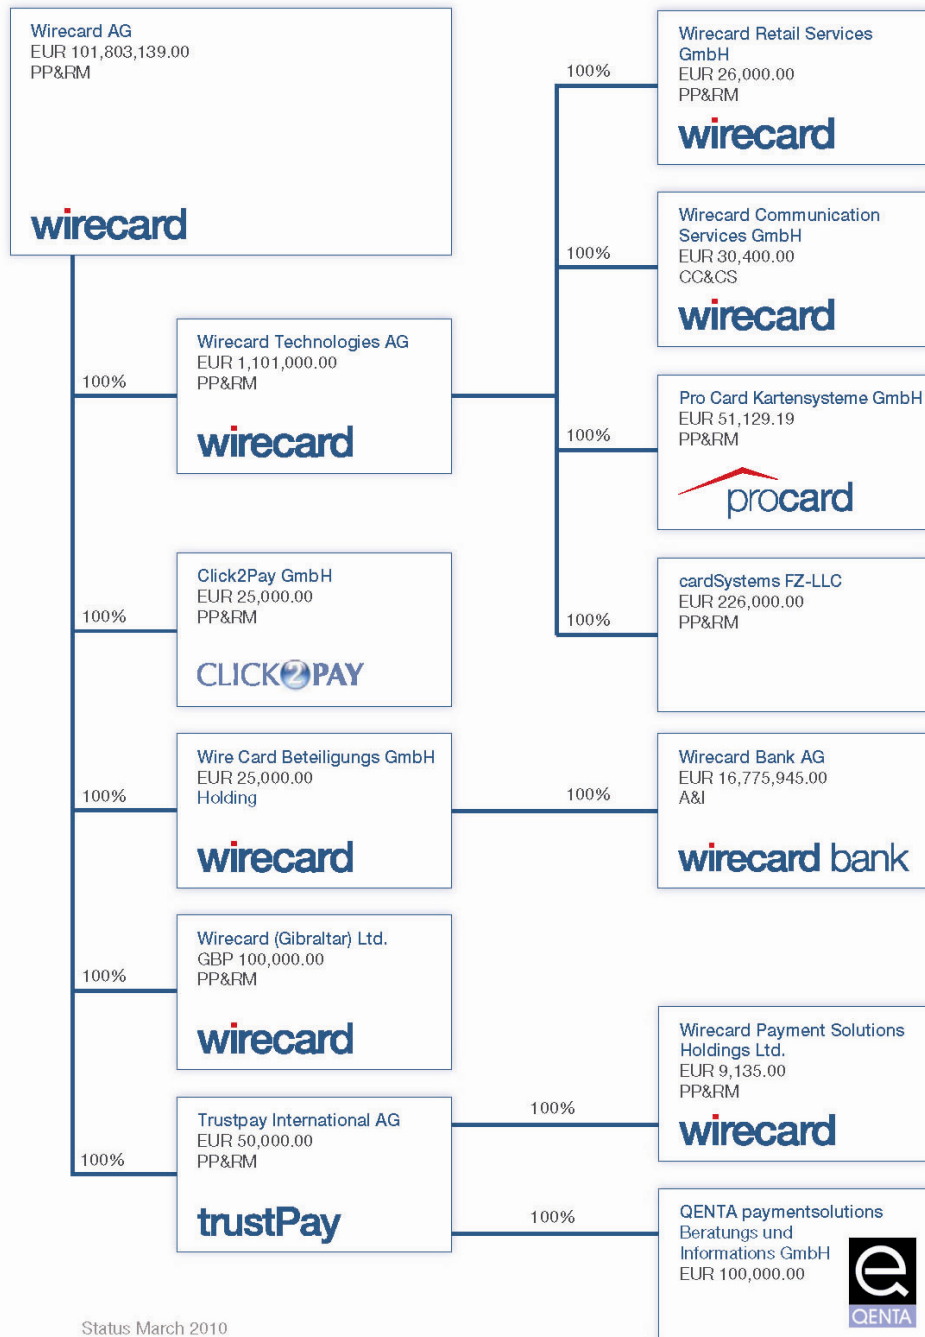 Wirecard AG
EUR 101,803,139.00
PP&RM
wirecard
100%
Wirecard Retail Services
GmbH
EUR 26,000.00
PP&RM
wirecard
100%
Wirecard Communication
Services GmbH
EUR 30,400.00
CC&CS
wirecard
100%
Wirecard Technologies AG
EUR 1,101,000.00
PP&RM
wirecard
100%
Pro Card Kartensysteme GmbH
EUR 51,129.19
PP&RM
procard
100%
Click2Pay GmbH
EUR 25,000.00
PP&RM
CLICK2PAY
100%
cardSystems FZ-LLC
EUR 226,000.00
PP&RM
100%
Wire Card Beteiligungs GmbH
EUR 25,000.00
Holding
wirecard
100%
Wirecard Bank AG
EUR 16,775,945.00
A&I
wirecard bank
100%
Wirecard (Gibraltar) Ltd.
GBP 100,000.00
PP&RM
wirecard
100%
Trustpay International AG
EUR 50,000.00
PP&RM
trustPay
100%
Wirecard Payment Solutions
Holdings Ltd.
EUR 9,135.00
PP&RM
wirecard
100%
QENTA paymentsolutions
Beratungs und
Informations GmbH
EUR 100,000.00
QENTA
Status March 2010